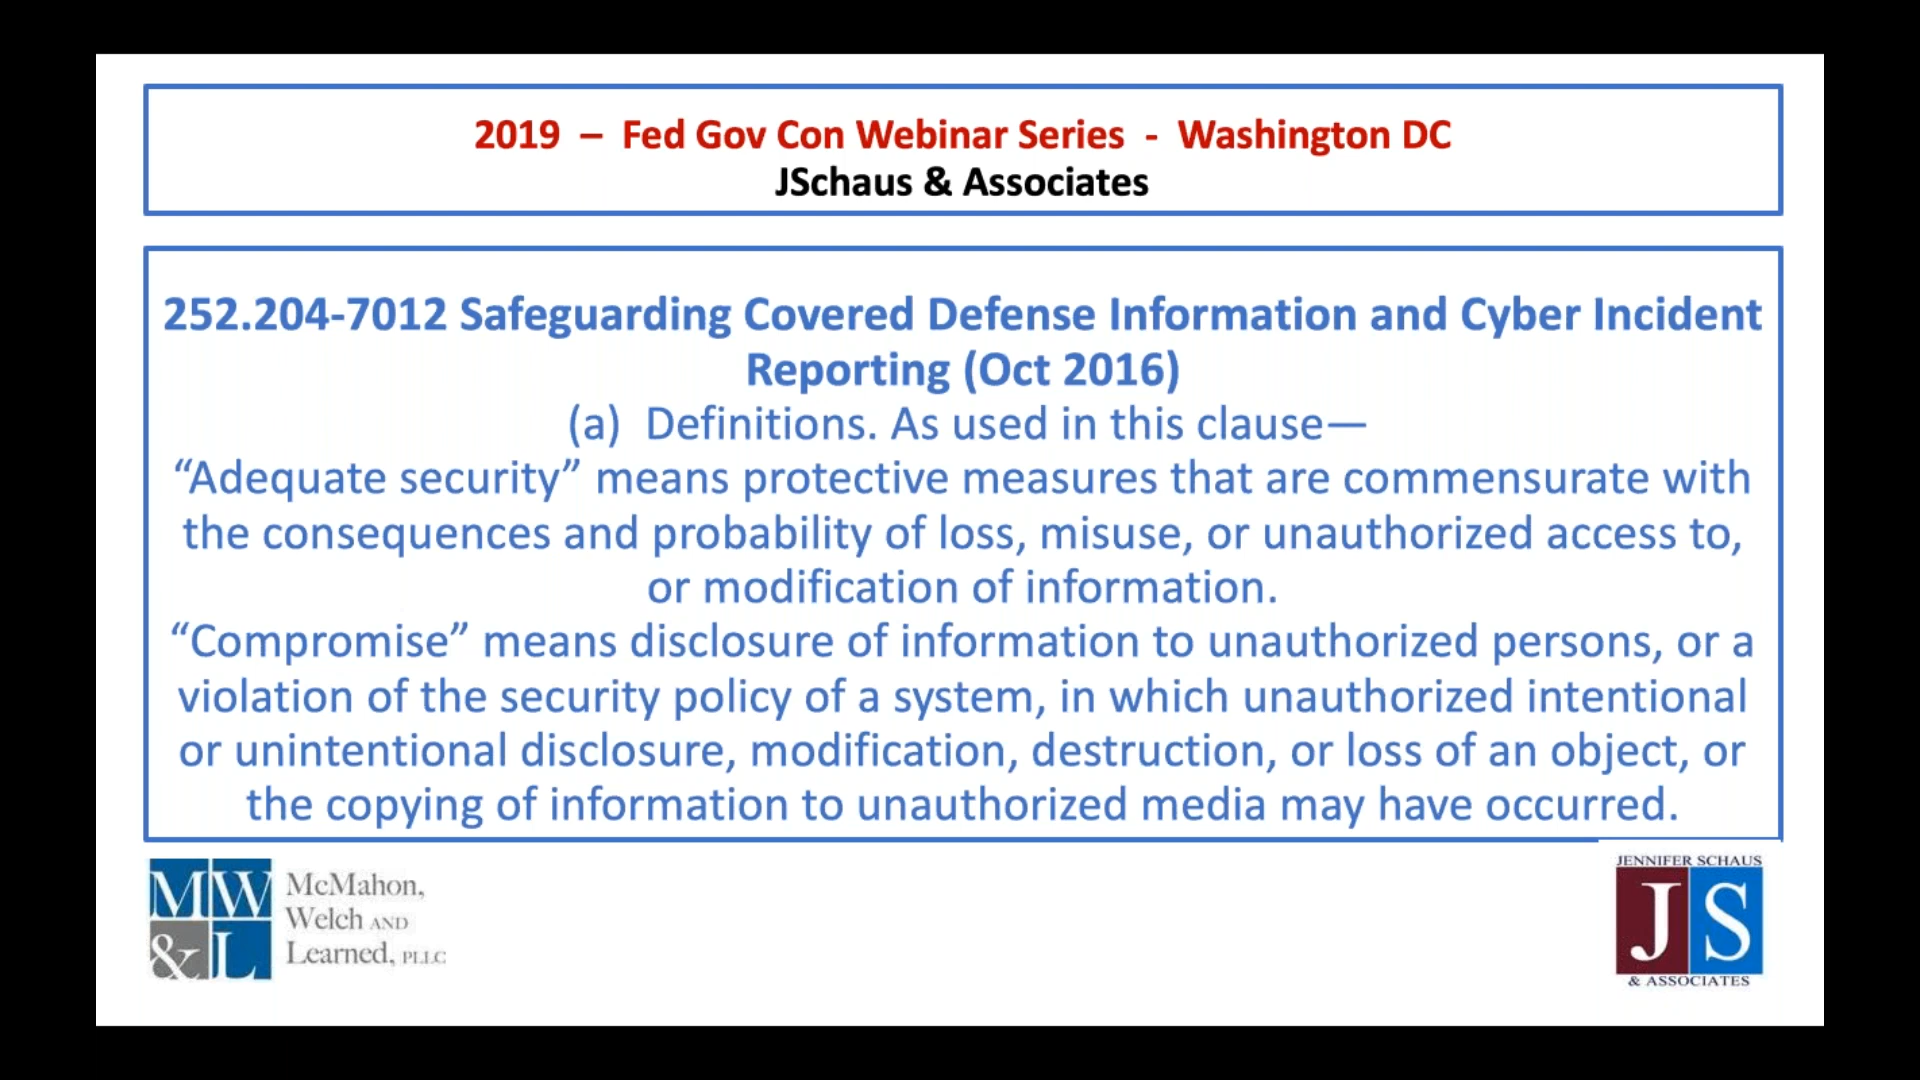 2019 – Fed Gov Con Webinar Series - Washington DC
JSchaus & Associates
252.204-7012 Safeguarding Covered Defense Information and Cyber Incident
Reporting (Oct 2016)
(a) Definitions. As used in this clause—
“Adequate security” means protective measures that are commensurate with
the consequences and probability of loss, misuse, or unauthorized access to,
or modification of information.
“Compromise” means disclosure of information to unauthorized persons, or a
violation of the security policy of a system, in which unauthorized intentional
or unintentional disclosure, modification, destruction, or loss of an object, or
the copying of information to unauthorized media may have occurred.
MW
&L
McMahon,
Welch AND
Learned, PLLC
JENNIFER SCHAUS
JS
& ASSOCIATES